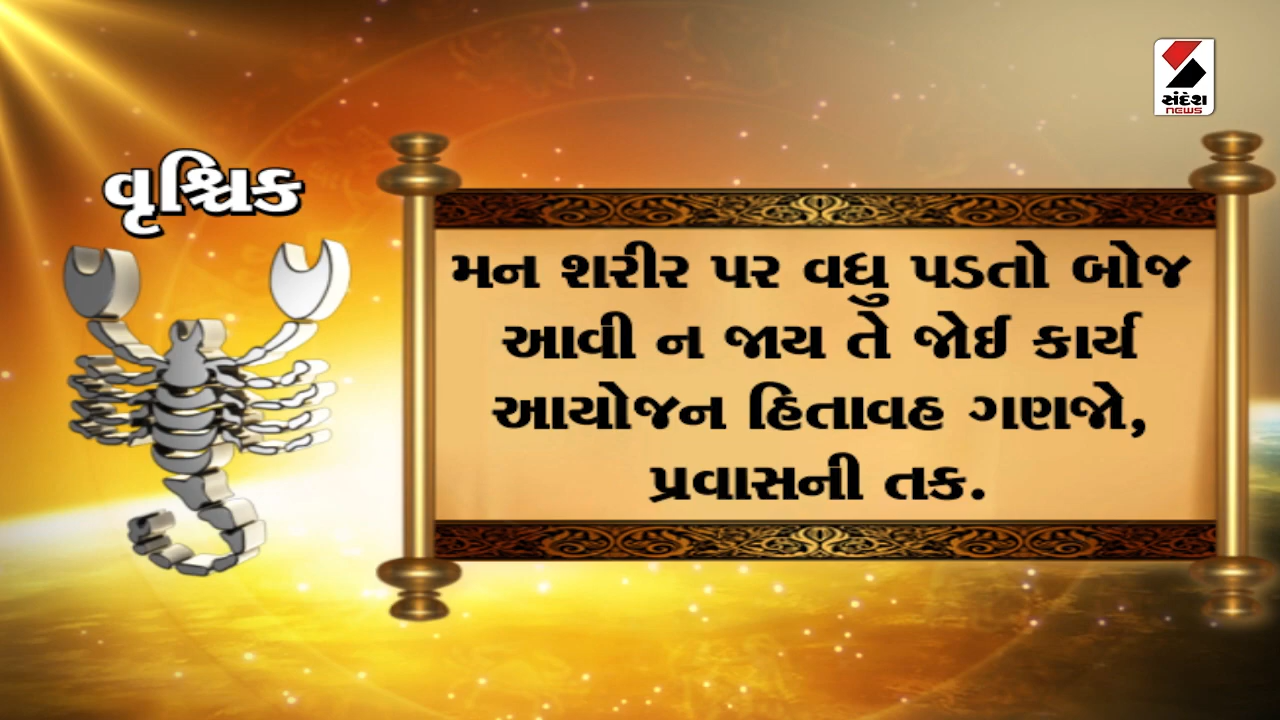 સંદેશ
NEWS
વૃશ્ચિક
મન શરીર પર વધુ પડતો બોજ
આવી ન જાય તે જોઈ કાર્ય
આયોજન હિતાવહ ગણજો,
પ્રવાસની તક.